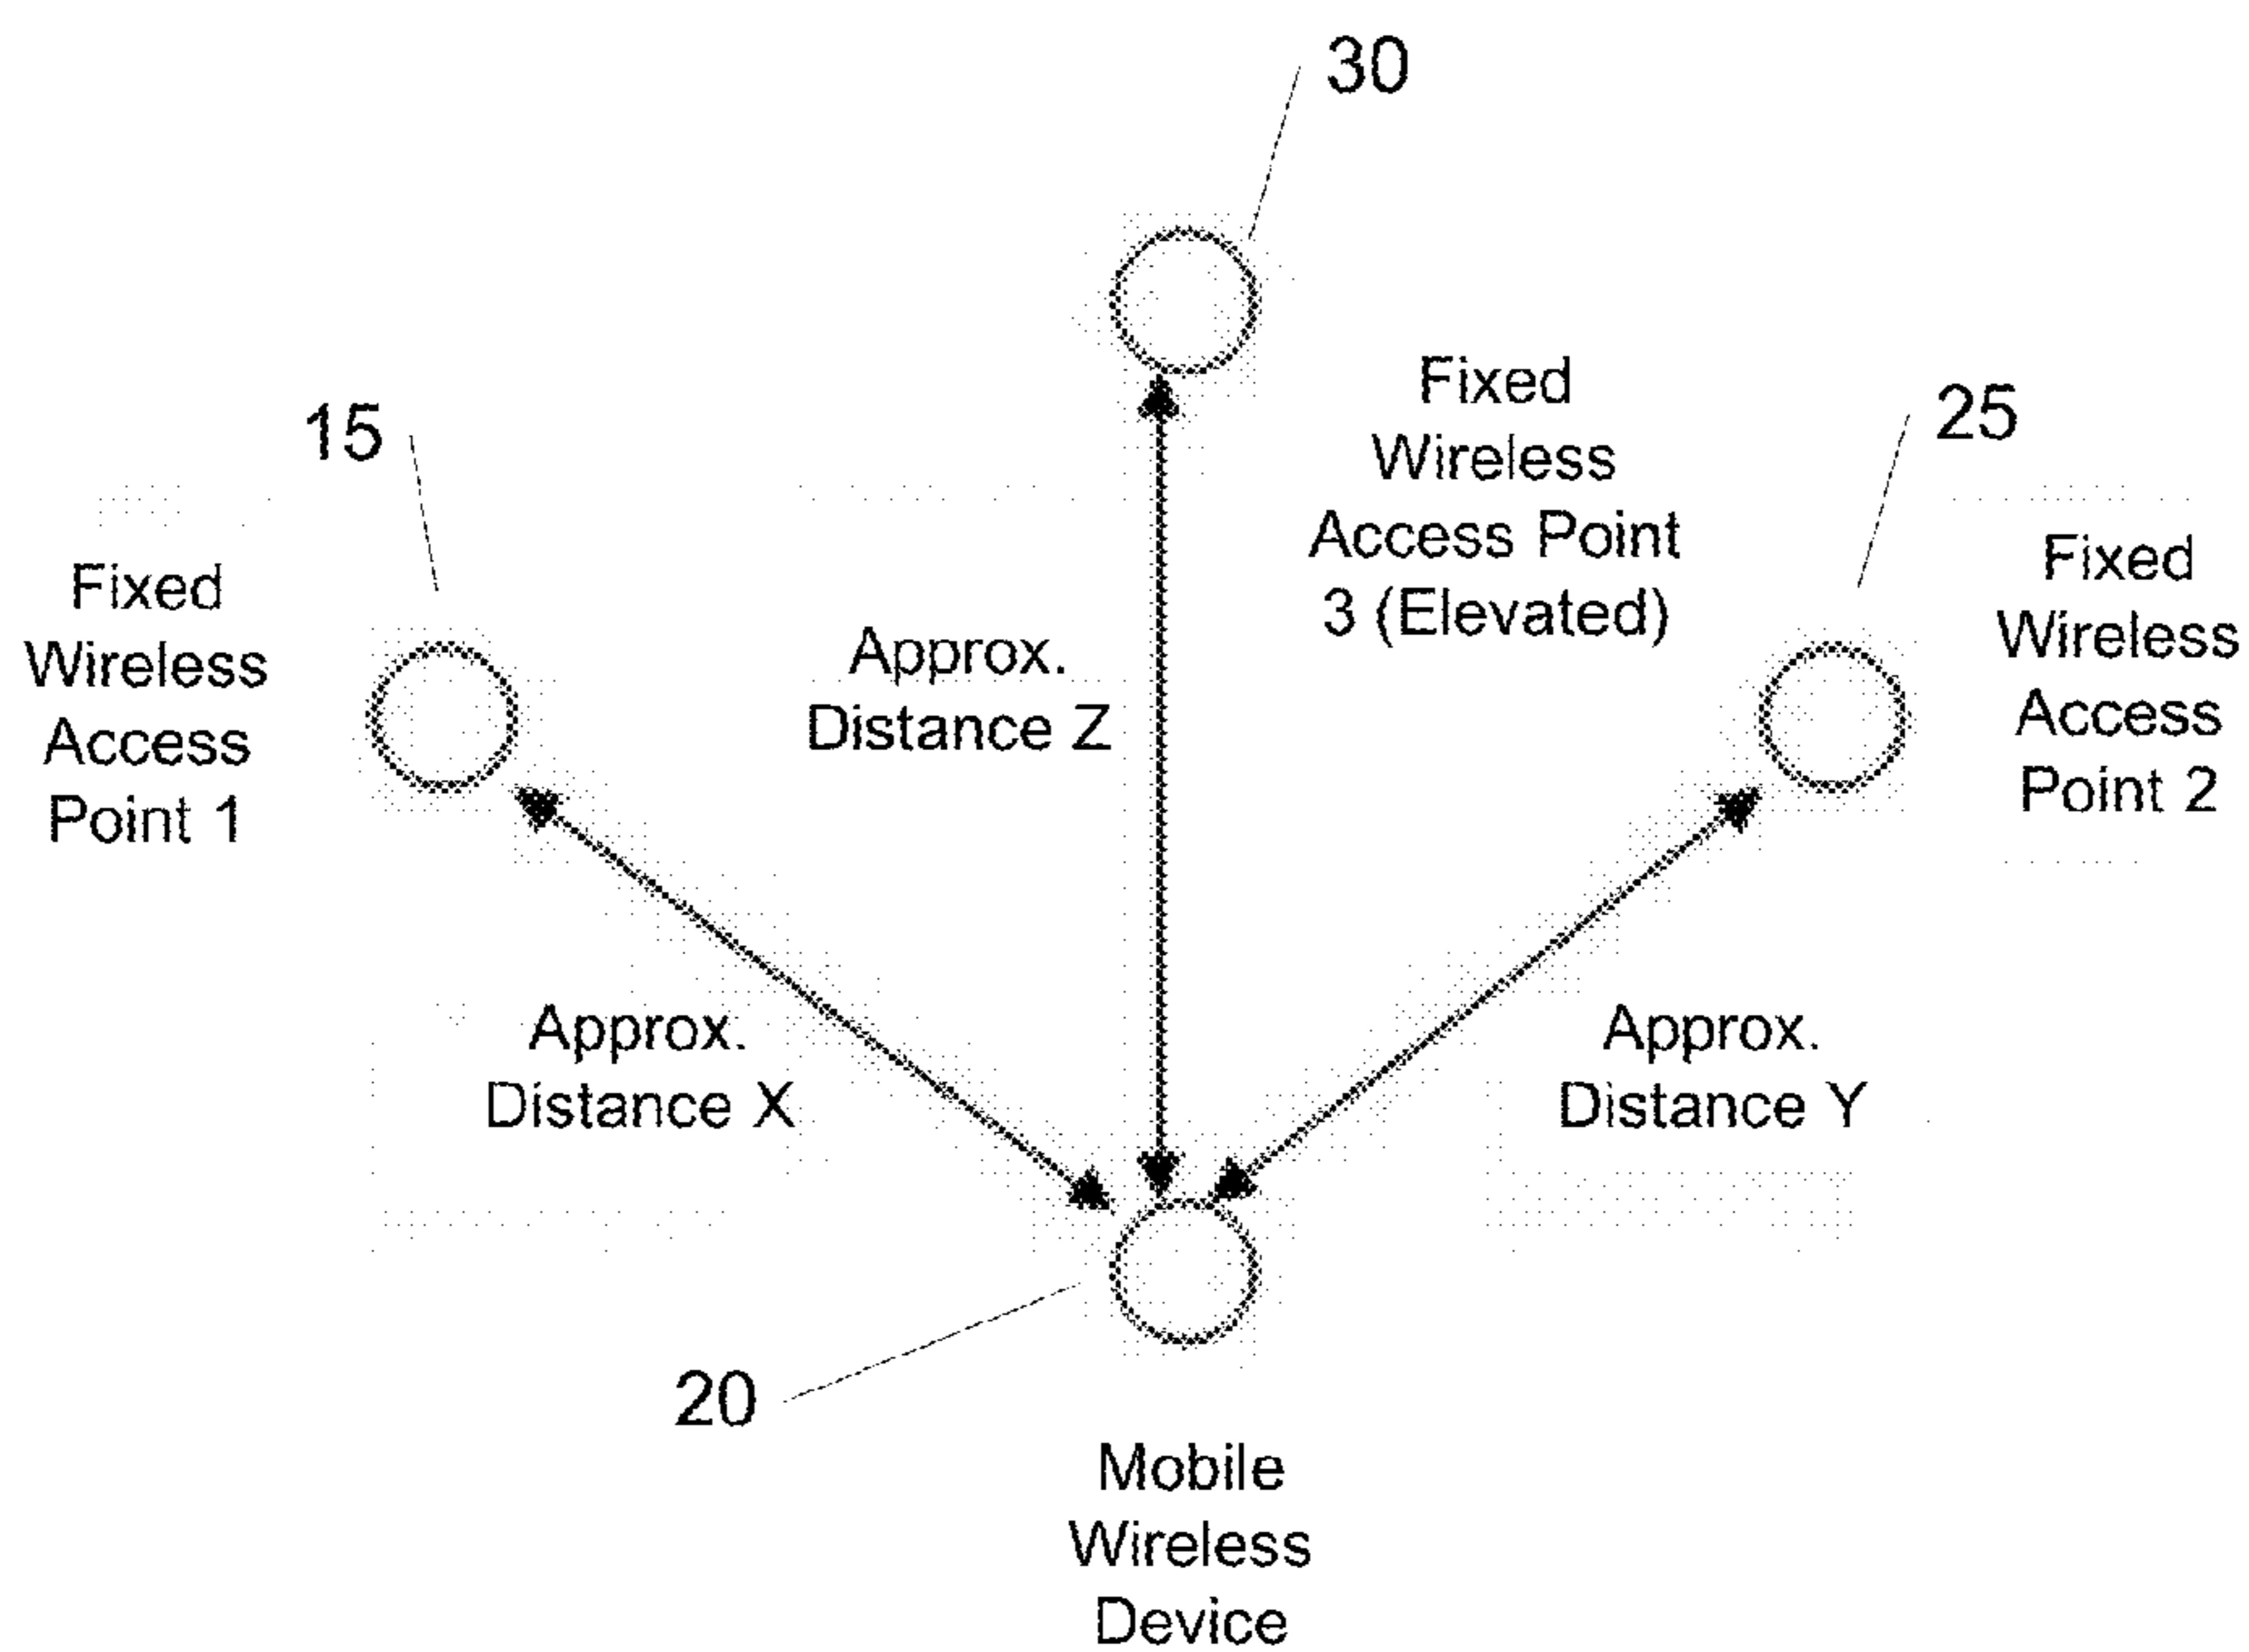 30
Fixed
Wireless
Access Point
3 (Elevated)
15
25
Fixed
Wireless
Access
Point 1
Approx.
Distance Z
Fixed
Wireless
Access
Point 2
Approx.
Distance X
Approx.
Distance Y
20
Mobile
Wireless
Device